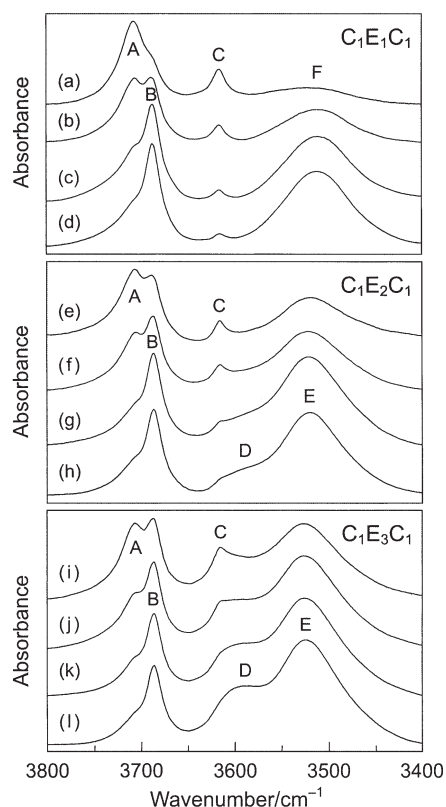 C₁E₁C₁
A
C
F
(a)
B
(b)
(c)
(d)
Absorbance
C₁E₂C₁
A
C
(e)
B
(f)
(g)
E
D
(h)
Absorbance
C₁E₃C₁
A
C
(i)
B
(j)
(k)
E
D
(l)
Absorbance
3800 3700 3600 3500 3400
Wavenumber/cm⁻¹